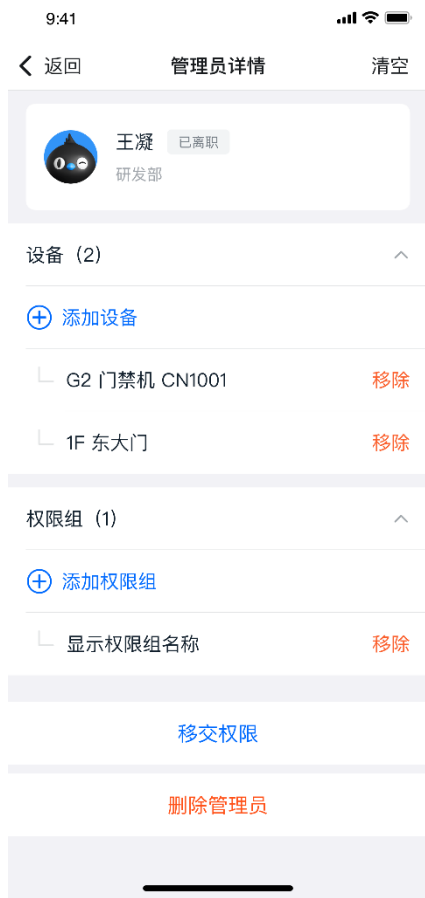 9:41
返回 管理员详情 清空
王凝 已离职
研发部
设备（2）
添加设备
G2 门禁机 CN1001 移除
1F 东大门 移除
权限组（1）
添加权限组
显示权限组名称 移除
移交权限
删除管理员